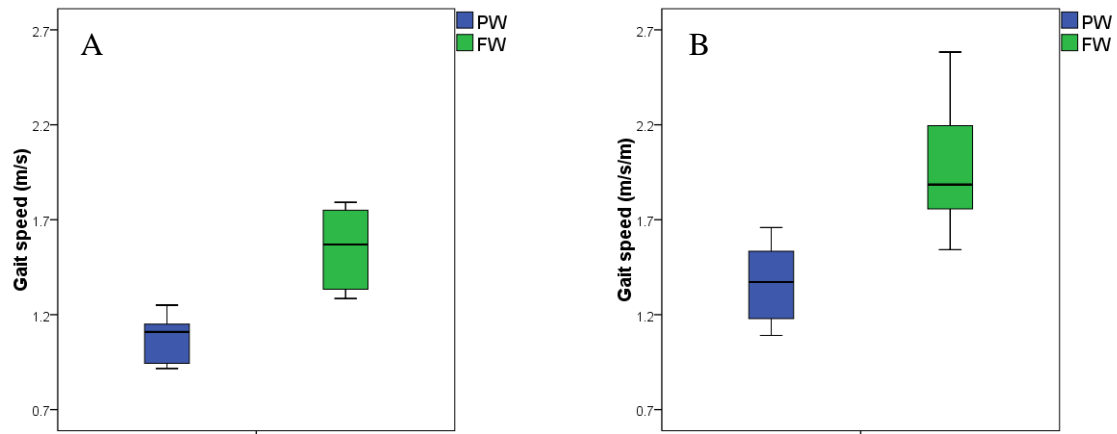 A
Gait speed (m/s)
2.7
2.2
1.7
1.2
0.7
PW
FW
B
Gait speed (m/s/m)
2.7
2.2
1.7
1.2
0.7
PW
FW